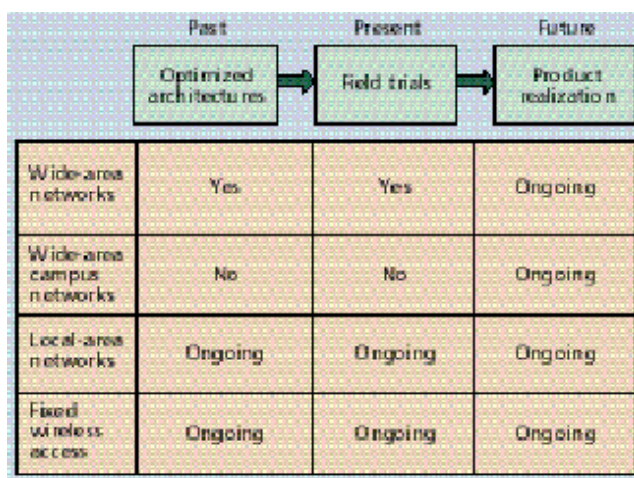 Past Present Future
Optimized
architectures
Field trials
Product
realization
Wide-area
networks
Yes Yes Ongoing
Wide-area
campus
networks
No No Ongoing
Local-area
networks
Ongoing Ongoing Ongoing
Fixed
wireless
access
Ongoing Ongoing Ongoing